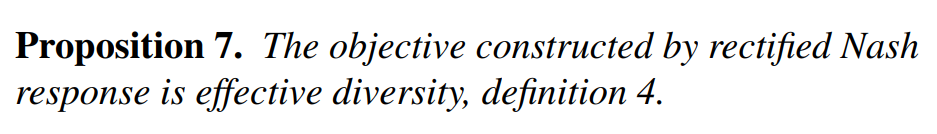 Proposition 7. The objective constructed by rectified Nash
response is effective diversity, definition 4.